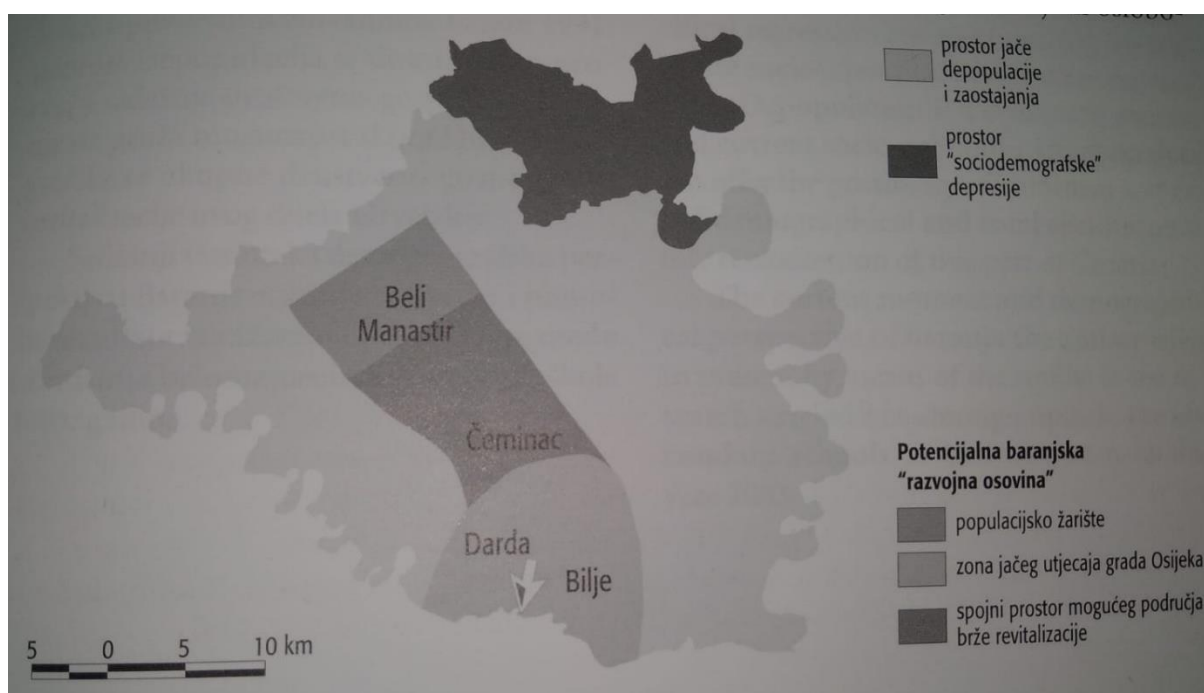 prostor jače
depopulacije
i zaostajanja
prostor
"sociodemografske"
depresije
Beli
Manastir
Čeminac
Darda
Bilje
Potencijalna baranjska
"razvojna osovina"
populacijsko žarište
zona jačeg utjecaja grada Osijeka
spojni prostor mogućeg područja
brže revitalizacije
5 0 5 10 km